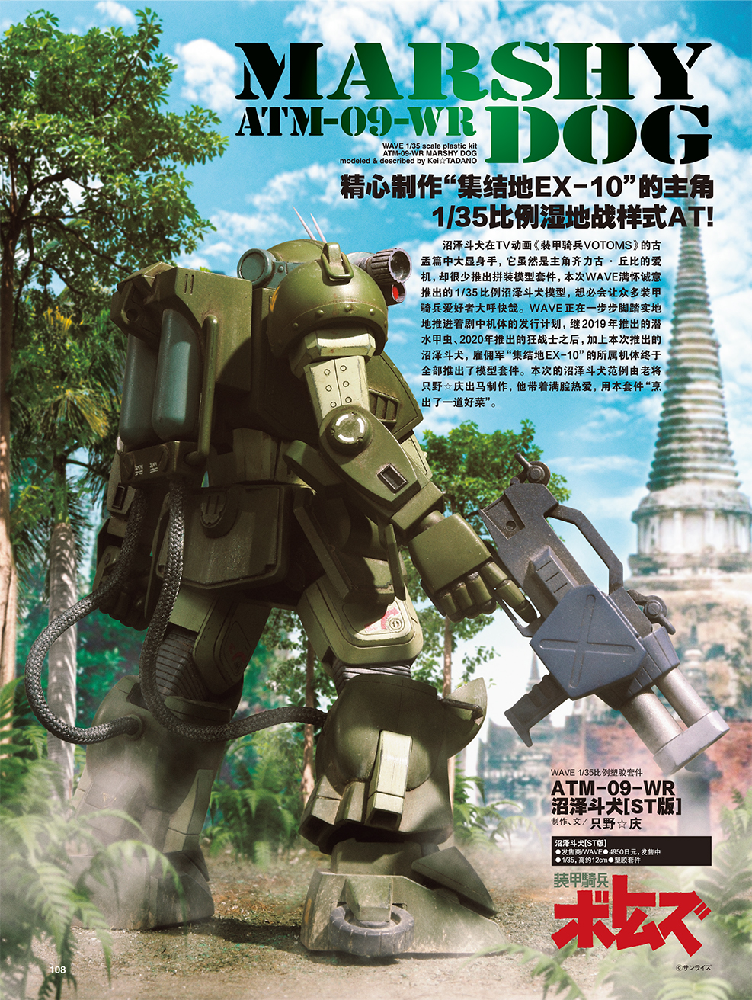 MARSHY
ATM-09-WR DOG
WAVE 1/35 scale plastic kit
ATM-09-WR MARSHY DOG
modeled & described by Kei☆TADANO
精心制作“集结地EX-10”的主角
1/35比例湿地战样式AT!
沼泽斗犬在TV动画《装甲骑兵VOTOMS》的古
孟篇中大显身手，它虽然是主角齐力古·丘比的爱
机，却很少推出拼装模型套件，本次WAVE满怀诚意
推出的1/35比例沼泽斗犬模型，想必会让众多装甲
骑兵爱好者大呼快哉。WAVE正在一步步脚踏实地
地推进着剧中机体的发行计划，继2019年推出的潜
水甲虫、2020年推出的狂战士之后，加上本次推出的
沼泽斗犬，雇佣军“集结地EX-10”的所属机体终于
全部推出了模型套件。本次的沼泽斗犬范例由老将
只野☆庆出马制作，他带着满腔热爱，用本套件“烹
出了一道好菜”。
WAVE 1/35比例塑胶套件
ATM-09-WR
沼泽斗犬[ST版]
制作、文／只野☆庆
沼泽斗犬[ST版]
●发售商/WAVE●4950日元，发售中
●1/35，高约12cm●塑胶套件
装甲騎兵
ボトムズ
108
©サンライズ